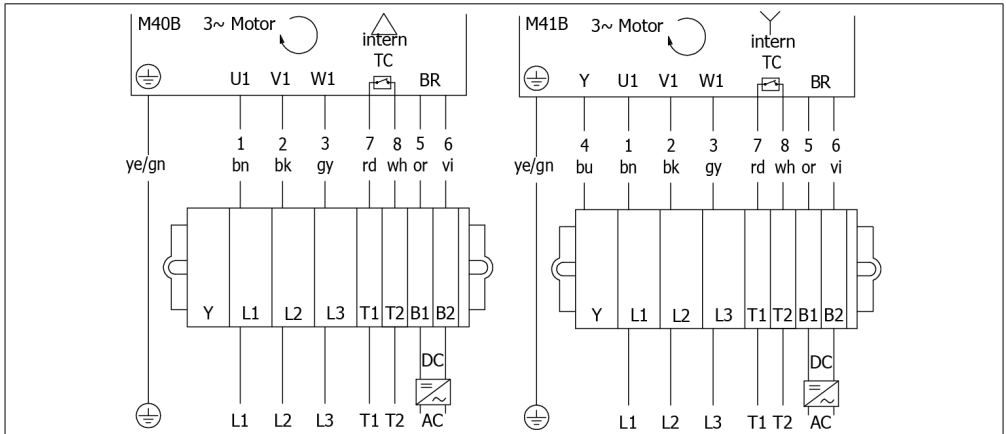 M40B 3~ Motor
intern
TC
U1 V1 W1 BR
1 2 3 7 8 5 6
ye/gn bn bk gy rd wh or vi
Y L1 L2 L3 T1 T2 B1 B2
DC
L1 L2 L3 T1 T2 AC
M41B 3~ Motor
intern
TC
Y U1 V1 W1 BR
4 1 2 3 7 8 5 6
ye/gn bu bn bk gy rd wh or vi
Y L1 L2 L3 T1 T2 B1 B2
DC
L1 L2 L3 T1 T2 AC